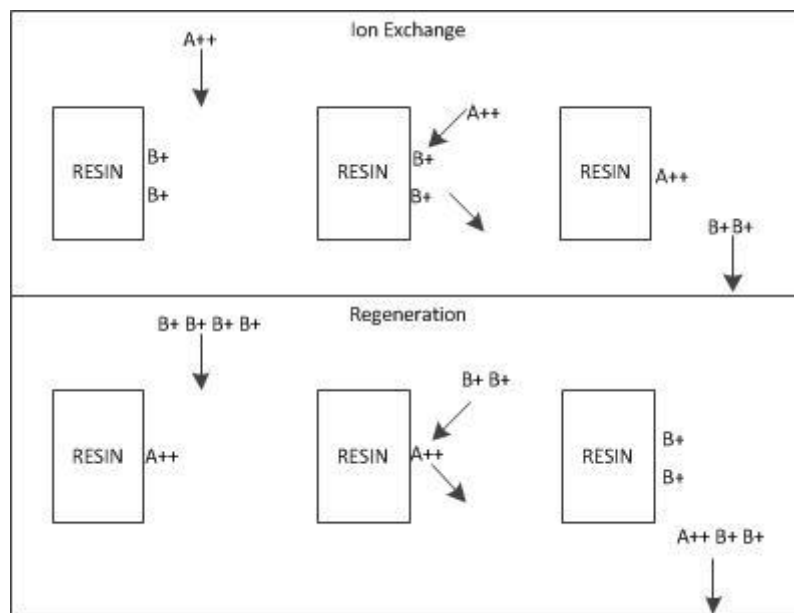 Ion Exchange
A++
RESIN
B+
B+
RESIN
A++
B+
B+
RESIN
A++
B+ B+
Regeneration
B+ B+ B+ B+
RESIN
A++
B+ B+
RESIN
A++
RESIN
B+
B+
A++ B+ B+